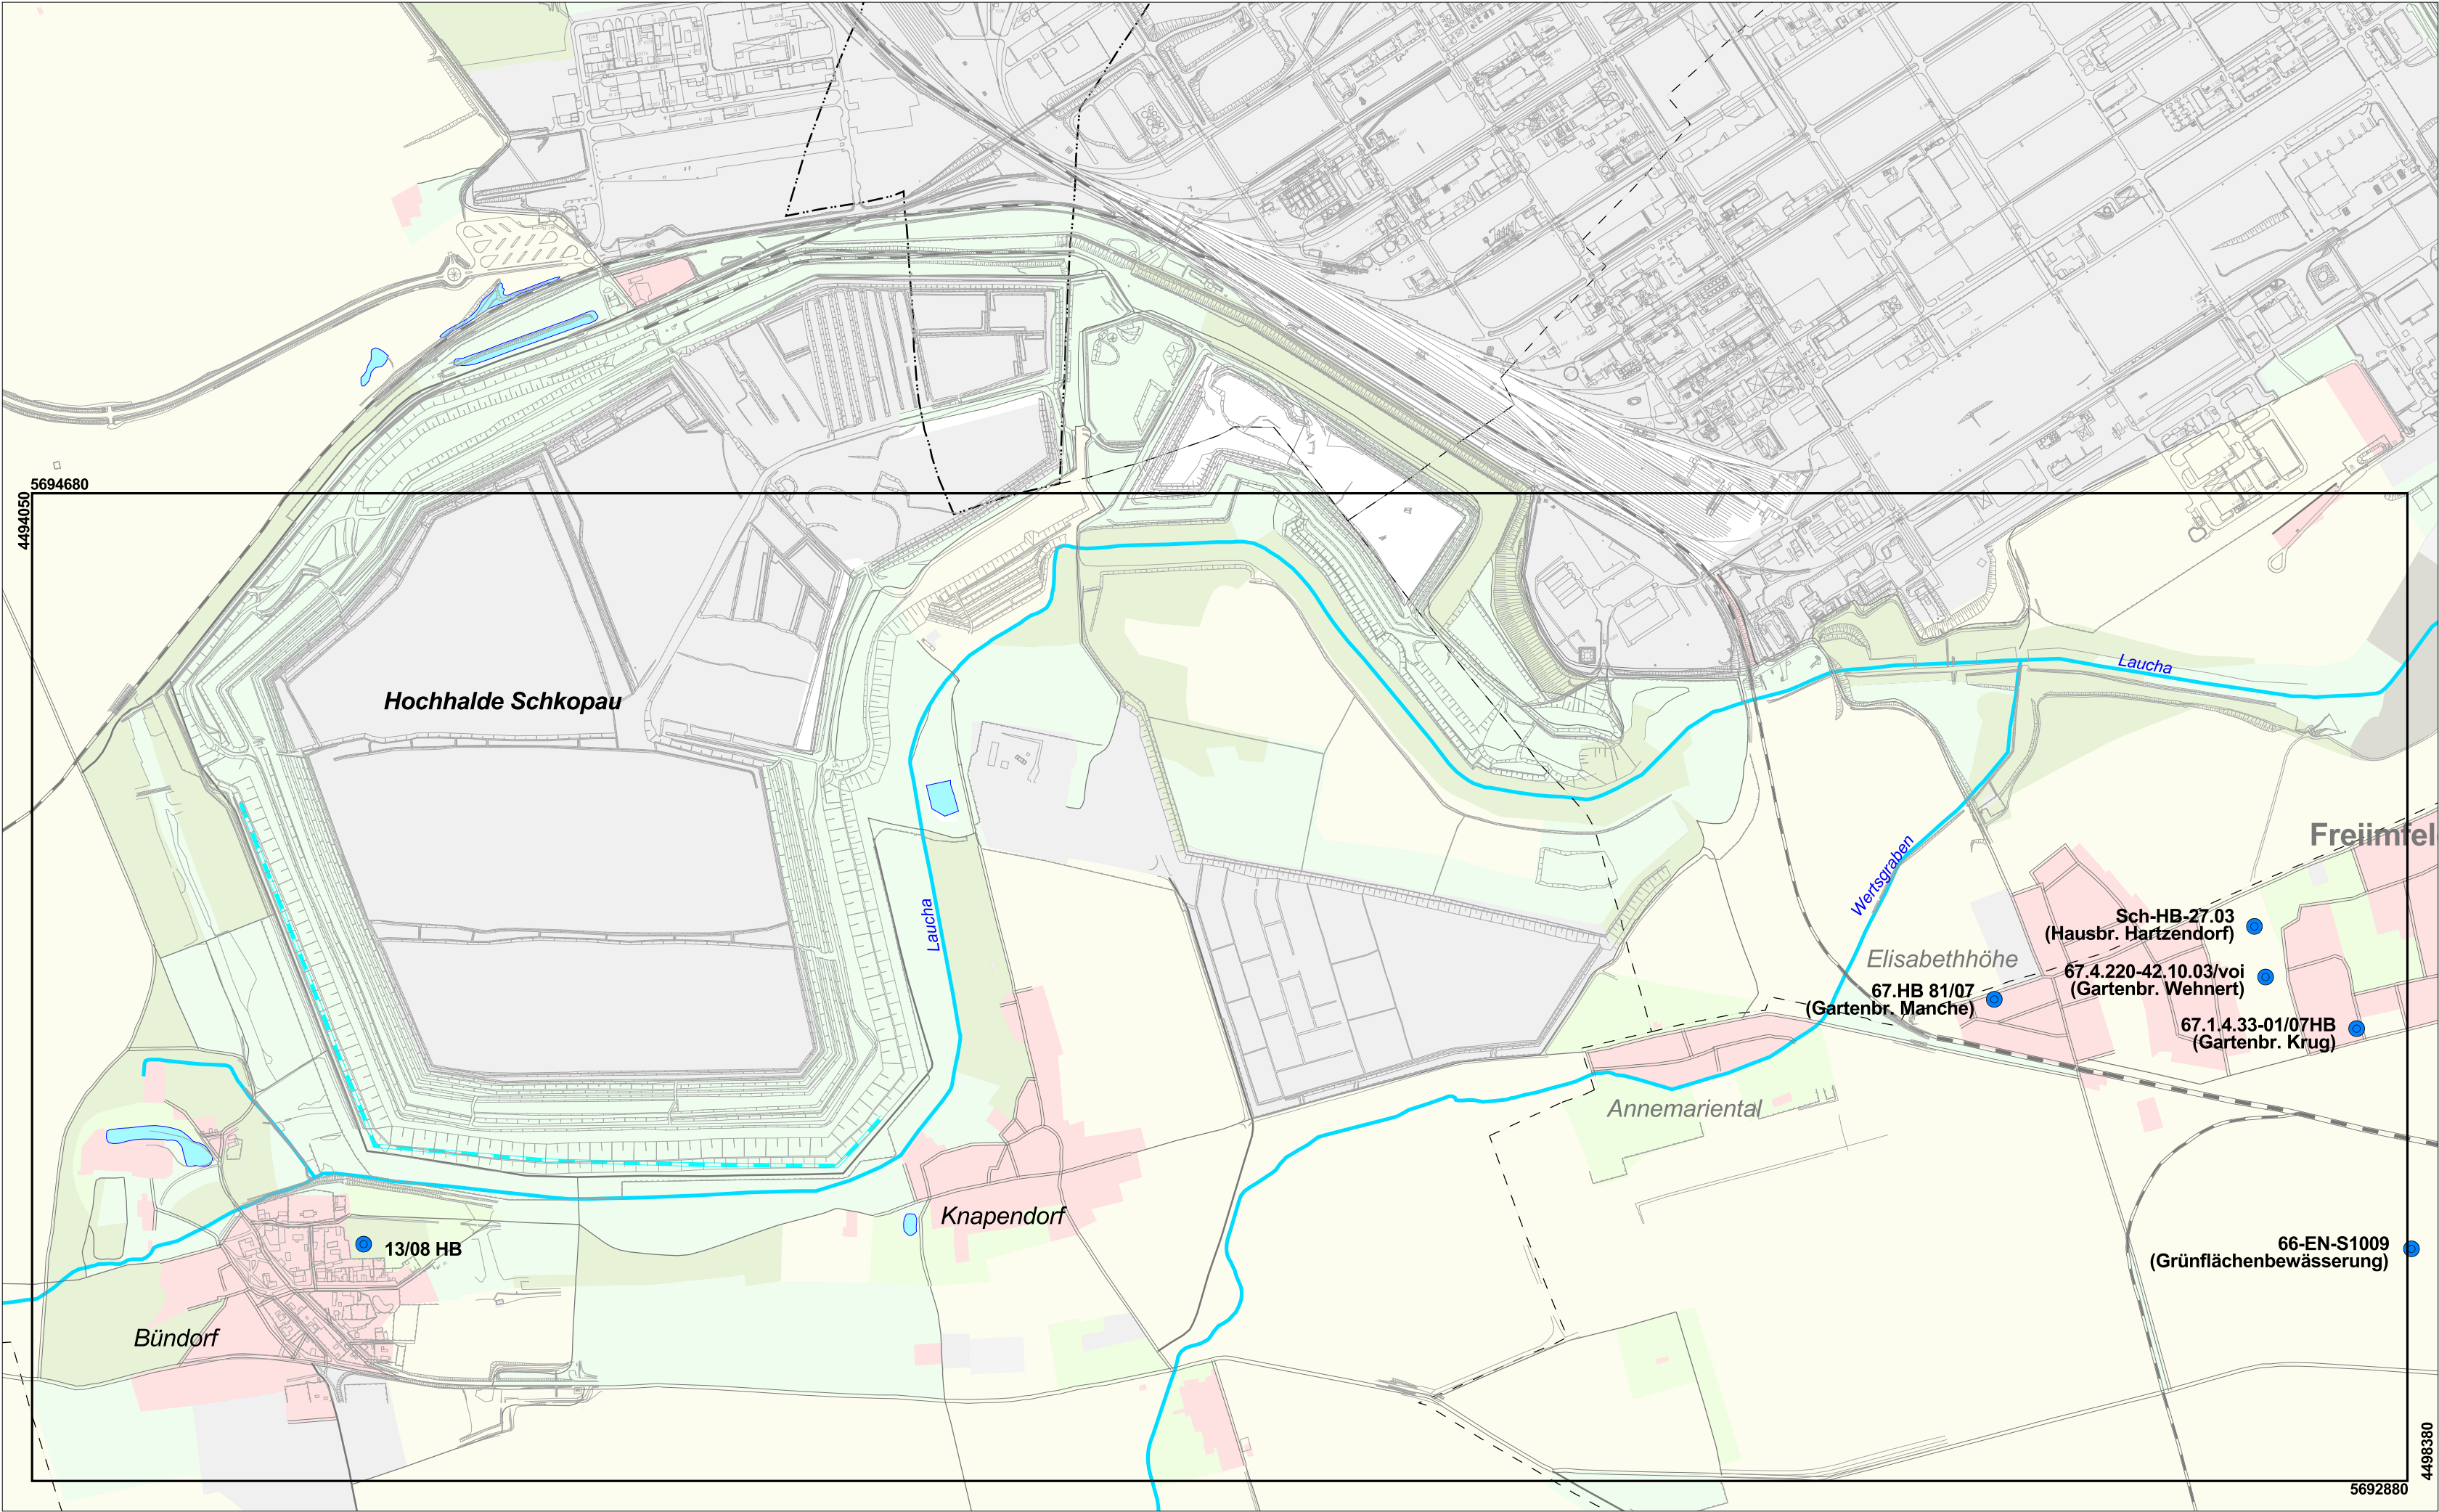 5694680
4494050
Hochhalde Schkopau
Laucha
Laucha
Wertsgraben
Freiimfel
Sch-HB-27.03
(Hausbr. Hartzendorf)
Elisabethhöhe
67.4.220-42.10.03/voi
(Gartenbr. Wehnert)
67.HB 81/07
(Gartenbr. Manche)
67.1.4.33-01/07HB
(Gartenbr. Krug)
Annemariental
Knapendorf
13/08 HB
66-EN-S1009
(Grünflächenbewässerung)
Bündorf
4498380
5692880